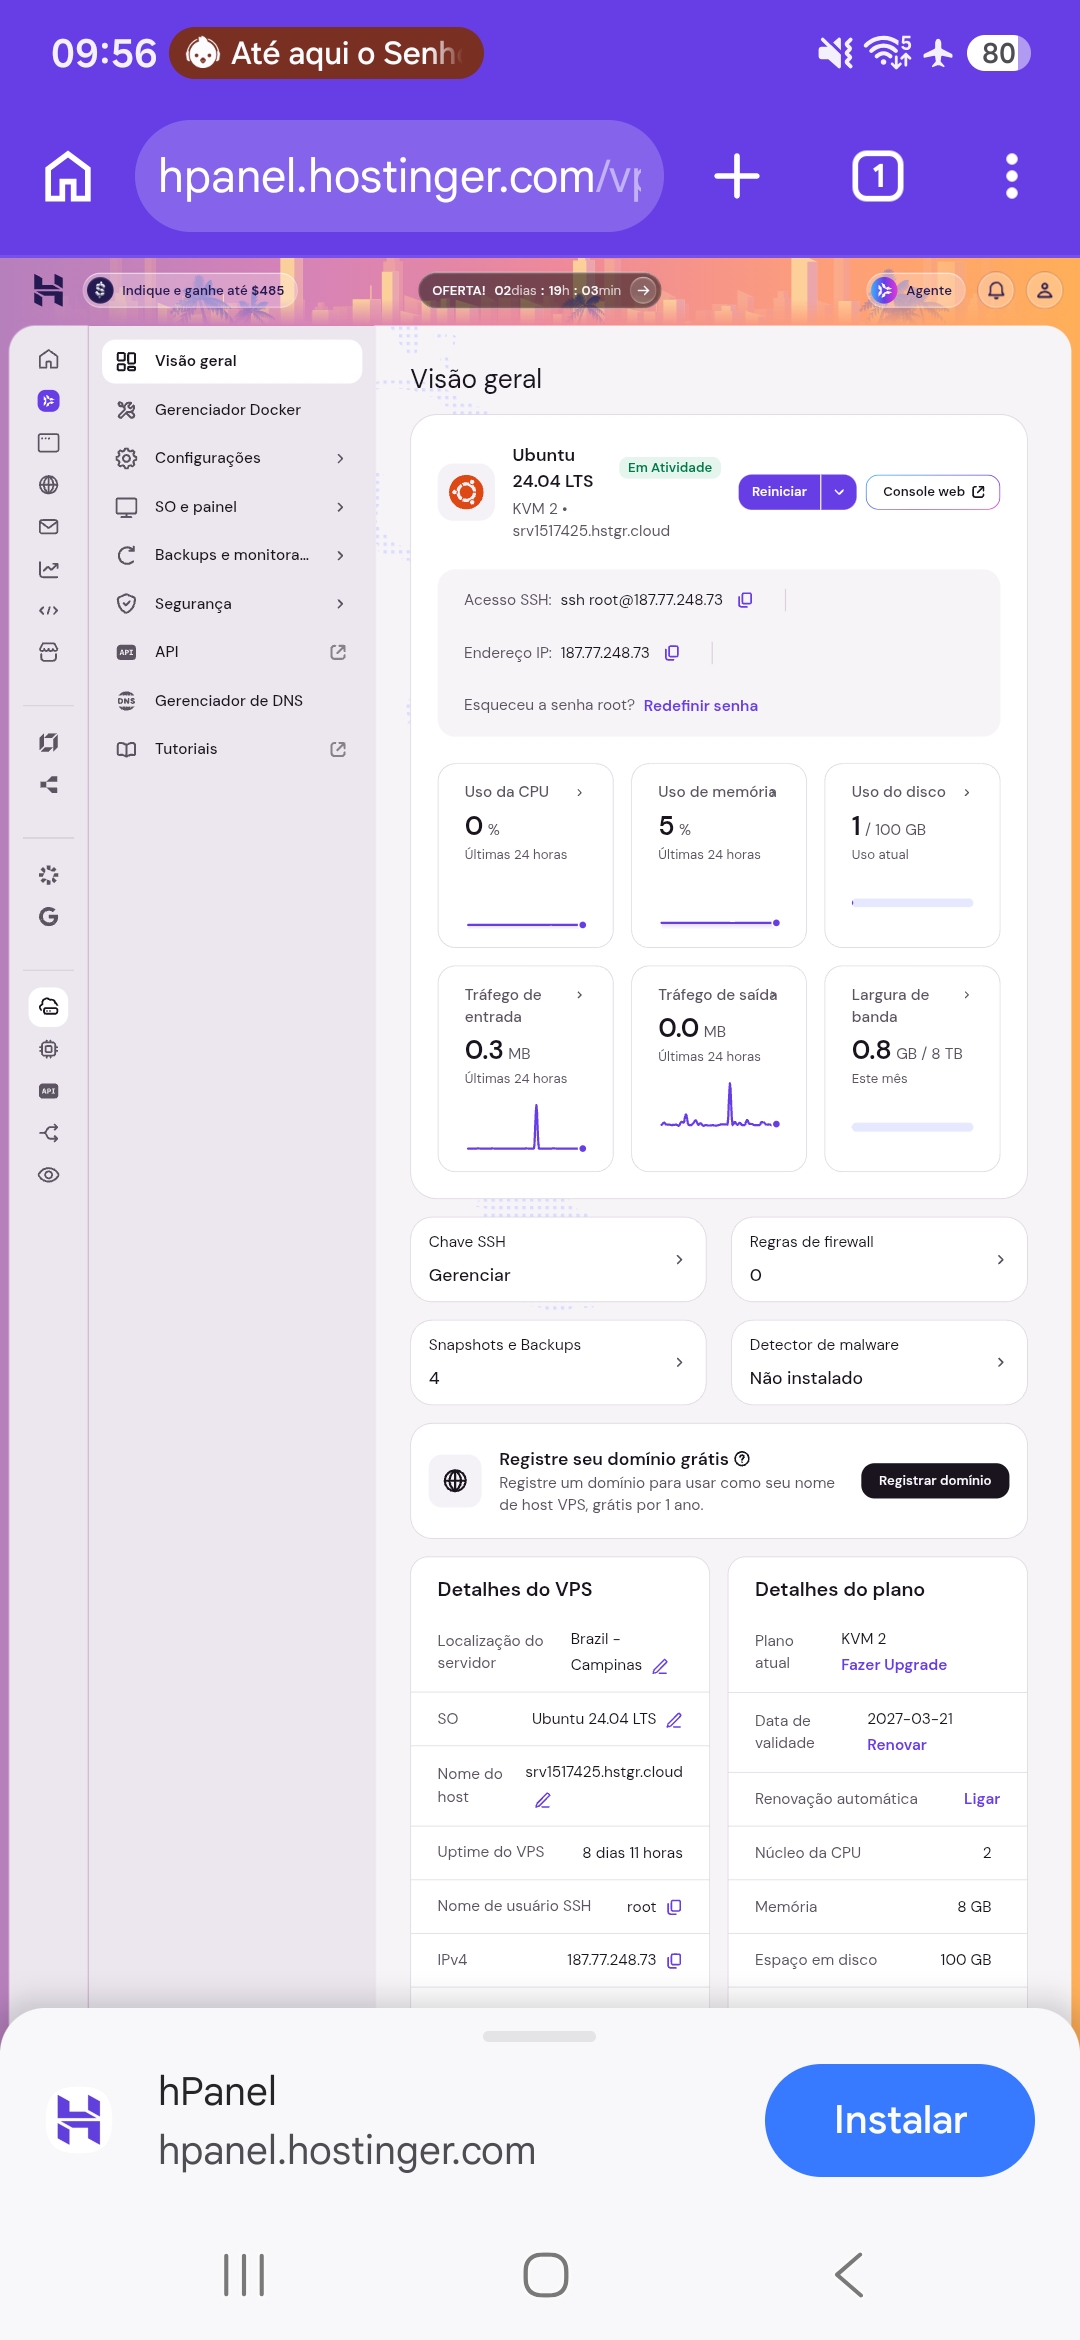 09:56
Até aqui o Senh
5
80
hpanel.hostinger.com/vp
1
Indique e ganhe até $485
OFERTA! 02dias : 19h : 03min
Agente
Visão geral
Gerenciador Docker
Configurações
SO e painel
Backups e monitora...
Segurança
API
API
Gerenciador de DNS
DNS
Tutoriais
API
Visão geral
Ubuntu
24.04 LTS
Em Atividade
KVM 2 •
srv1517425.hstgr.cloud
Reiniciar
Console web
Acesso SSH: ssh root@187.77.248.73
Endereço IP: 187.77.248.73
Esqueceu a senha root? Redefinir senha
Uso da CPU
0 %
Últimas 24 horas
Uso de memória
5 %
Últimas 24 horas
Uso do disco
1 / 100 GB
Uso atual
Tráfego de
entrada
0.3 MB
Últimas 24 horas
Tráfego de saída
0.0 MB
Últimas 24 horas
Largura de
banda
0.8 GB / 8 TB
Este mês
Chave SSH
Gerenciar
Regras de firewall
0
Snapshots e Backups
4
Detector de malware
Não instalado
Registre seu domínio grátis
Registre um domínio para usar como seu nome
de host VPS, grátis por 1 ano.
Registrar domínio
Detalhes do VPS
Localização do
servidor
Brazil -
Campinas
SO
Ubuntu 24.04 LTS
Nome do
host
srv1517425.hstgr.cloud
Uptime do VPS
8 dias 11 horas
Nome de usuário SSH
root
IPv4
187.77.248.73
Detalhes do plano
Plano
atual
KVM 2
Fazer Upgrade
Data de
validade
2027-03-21
Renovar
Renovação automática
Ligar
Núcleo da CPU
2
Memória
8 GB
Espaço em disco
100 GB
hPanel
hpanel.hostinger.com
Instalar